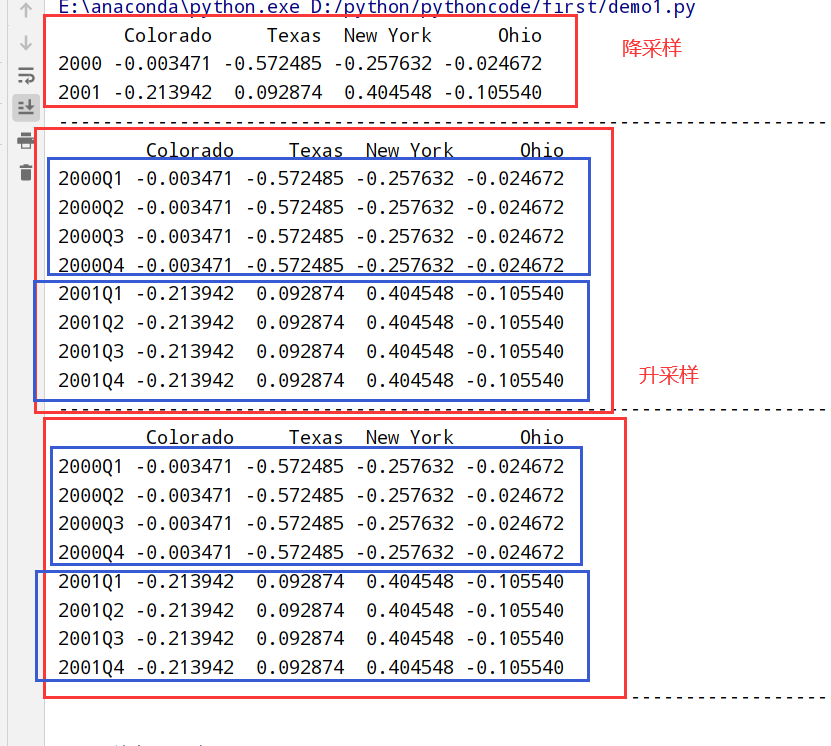 E:\anaconda\python.exe D:/python/pythoncode/first/demo1.py
Colorado Texas New York Ohio
2000 -0.003471 -0.572485 -0.257632 -0.024672
2001 -0.213942 0.092874 0.404548 -0.105540
降采样
Colorado Texas New York Ohio
2000Q1 -0.003471 -0.572485 -0.257632 -0.024672
2000Q2 -0.003471 -0.572485 -0.257632 -0.024672
2000Q3 -0.003471 -0.572485 -0.257632 -0.024672
2000Q4 -0.003471 -0.572485 -0.257632 -0.024672
2001Q1 -0.213942 0.092874 0.404548 -0.105540
2001Q2 -0.213942 0.092874 0.404548 -0.105540
2001Q3 -0.213942 0.092874 0.404548 -0.105540
2001Q4 -0.213942 0.092874 0.404548 -0.105540
升采样
Colorado Texas New York Ohio
2000Q1 -0.003471 -0.572485 -0.257632 -0.024672
2000Q2 -0.003471 -0.572485 -0.257632 -0.024672
2000Q3 -0.003471 -0.572485 -0.257632 -0.024672
2000Q4 -0.003471 -0.572485 -0.257632 -0.024672
2001Q1 -0.213942 0.092874 0.404548 -0.105540
2001Q2 -0.213942 0.092874 0.404548 -0.105540
2001Q3 -0.213942 0.092874 0.404548 -0.105540
2001Q4 -0.213942 0.092874 0.404548 -0.105540